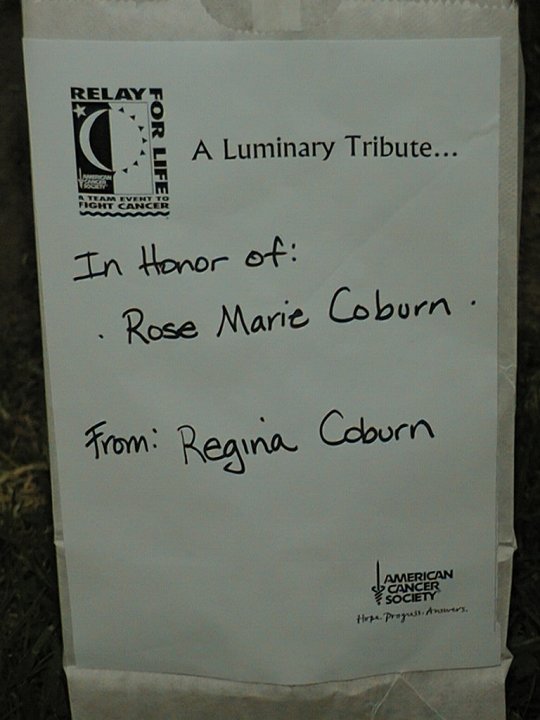 RELAY FOR LIFE
AMERICAN
CANCER
SOCIETY
A TEAM EVENT TO
FIGHT CANCER
A Luminary Tribute...
In Honor of:
. Rose Marie Coburn .
From: Regina Coburn
AMERICAN
CANCER
SOCIETY
Hope. Progress. Answers.